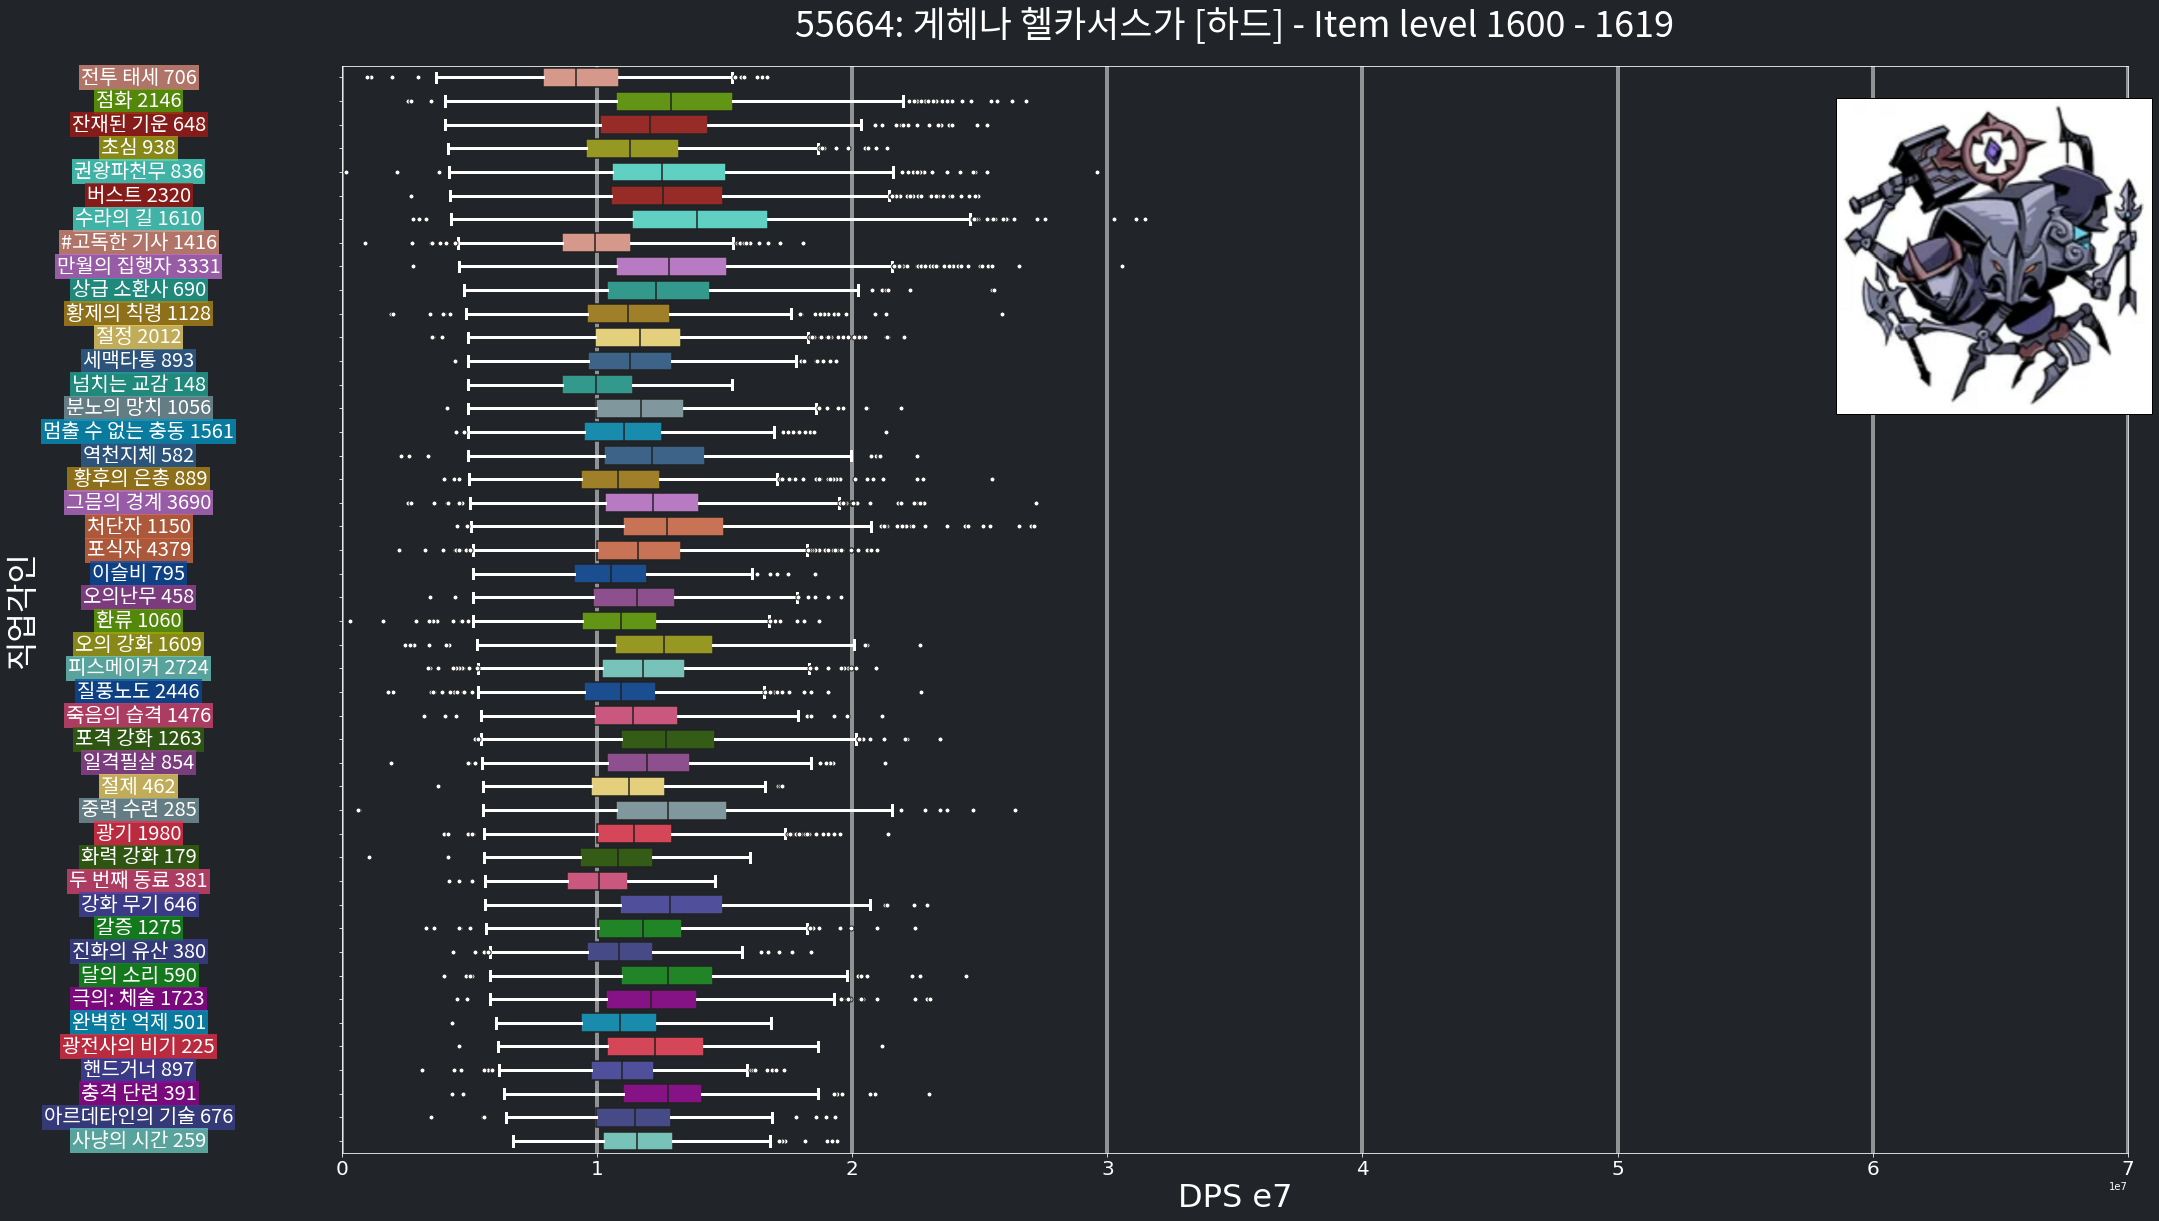 55664: 게헤나 헬카서스가 [하드] - Item level 1600 - 1619
직업각인
전투 태세 706
점화 2146
잔재된 기운 648
초심 938
권왕파천무 836
버스트 2320
수라의 길 1610
#고독한 기사 1416
만월의 집행자 3331
상급 소환사 690
황제의 칙령 1128
절정 2012
세맥타통 893
넘치는 교감 148
분노의 망치 1056
멈출 수 없는 충동 1561
역천지체 582
황후의 은총 889
그믐의 경계 3690
처단자 1150
포식자 4379
이슬비 795
오의난무 458
환류 1060
오의 강화 1609
피스메이커 2724
질풍노도 2446
죽음의 습격 1476
포격 강화 1263
일격필살 854
절제 462
중력 수련 285
광기 1980
화력 강화 179
두 번째 동료 381
강화 무기 646
갈증 1275
진화의 유산 380
달의 소리 590
극의: 체술 1723
완벽한 억제 501
광전사의 비기 225
핸드거너 897
충격 단련 391
아르데타인의 기술 676
사냥의 시간 259
0 1 2 3 4 5 6 7
1e7
DPS e7